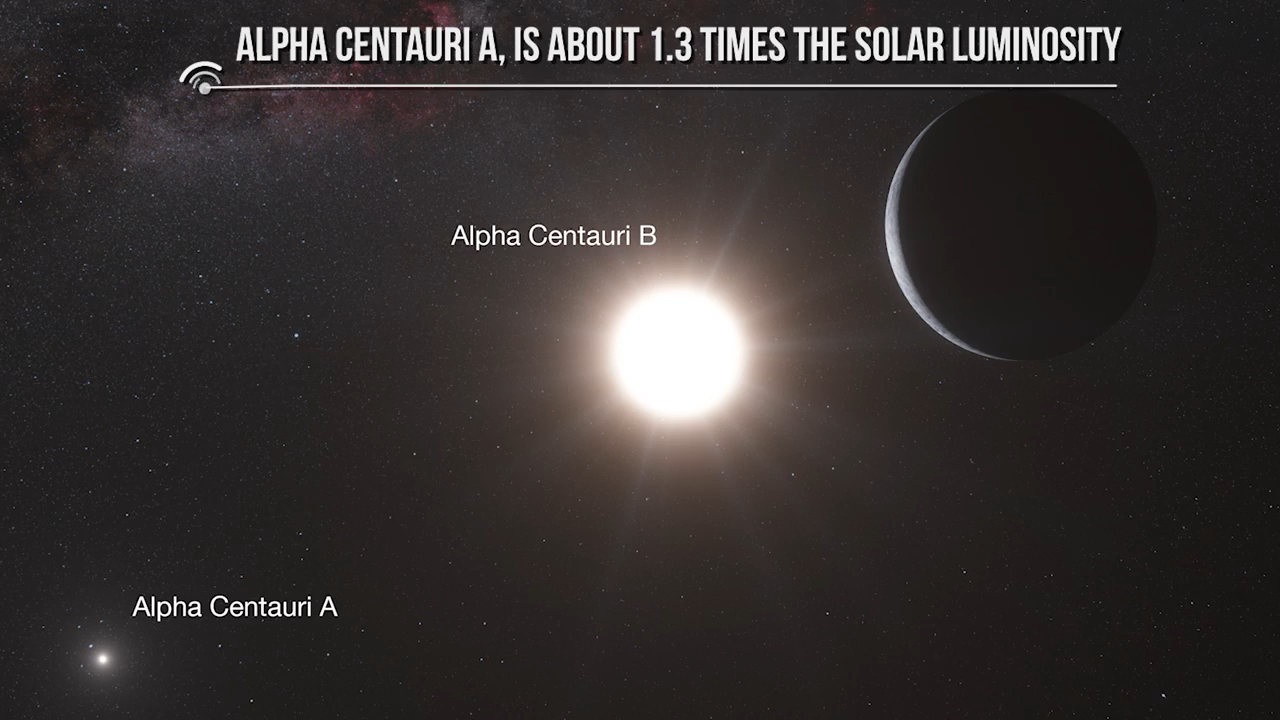 ALPHA CENTAURI A, IS ABOUT 1.3 TIMES THE SOLAR LUMINOSITY
Alpha Centauri B
Alpha Centauri A